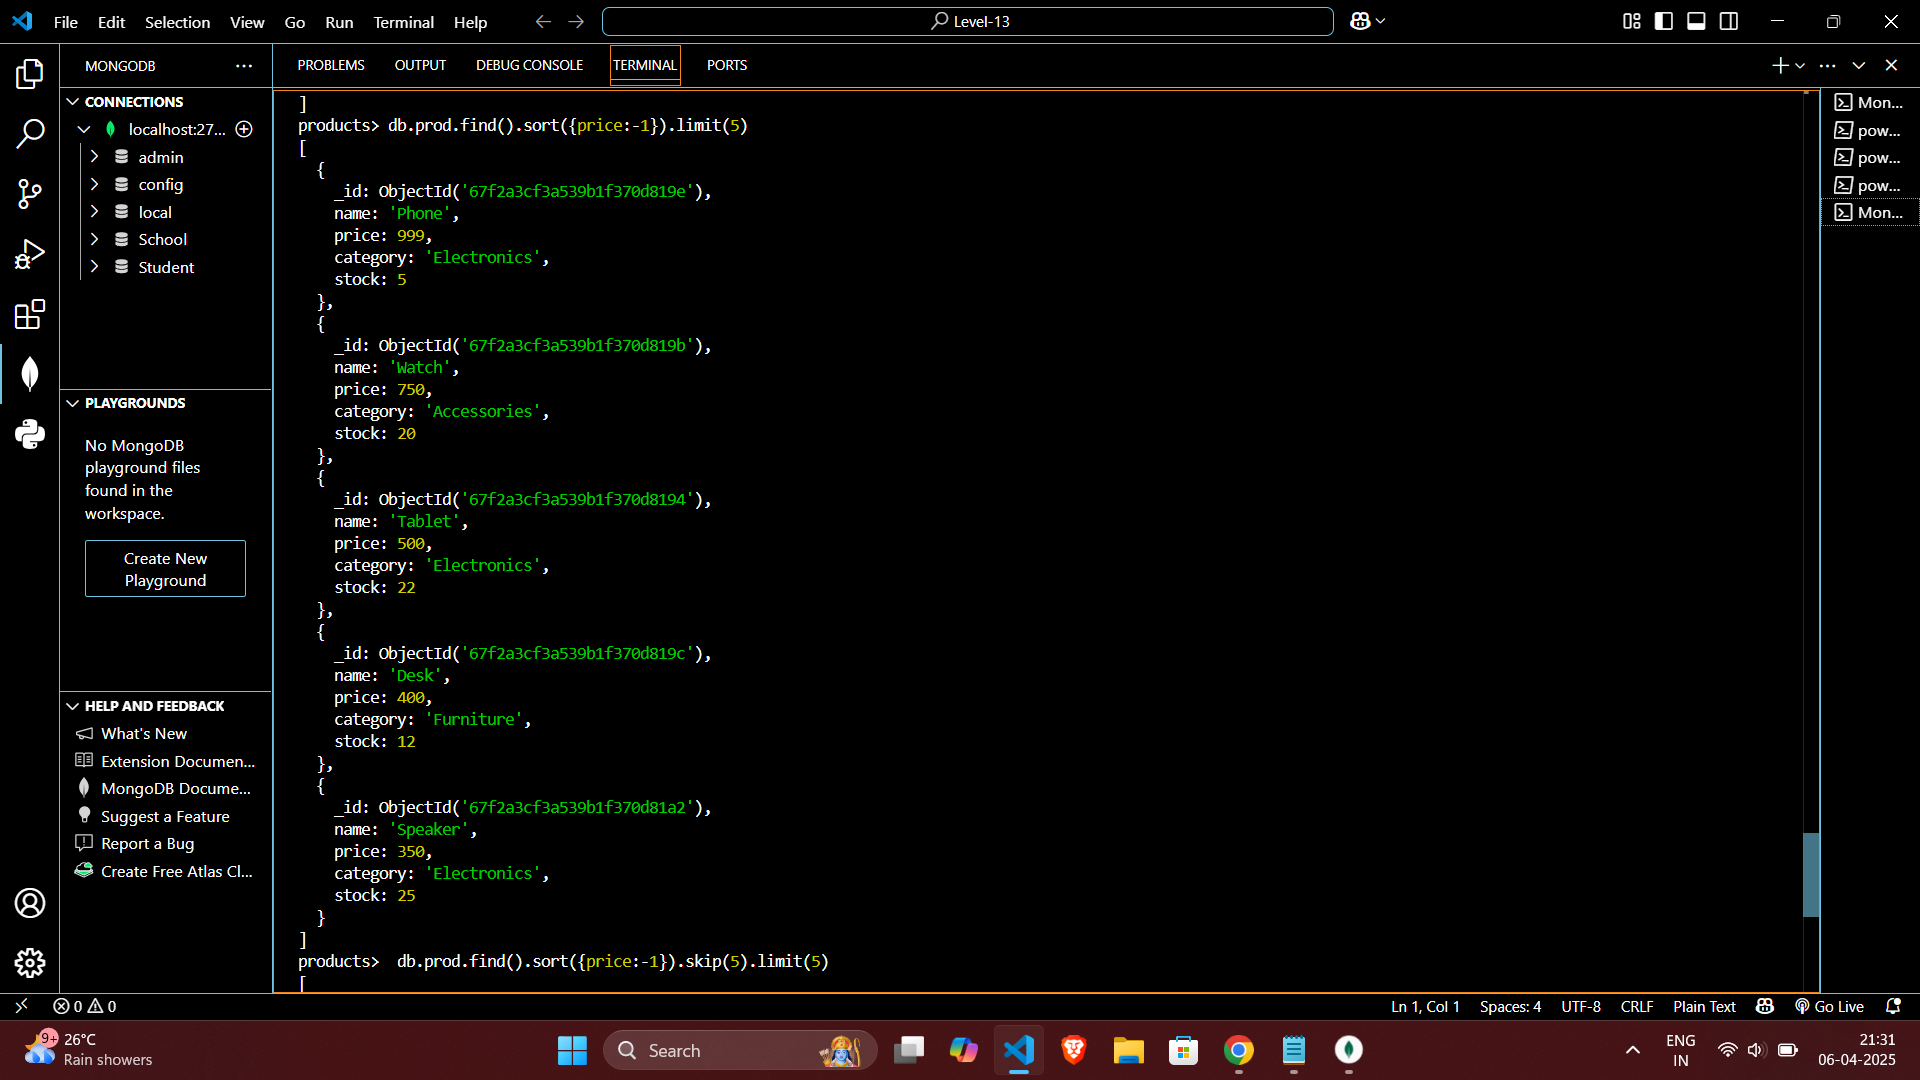 File Edit Selection View Go Run Terminal Help
Level-13
MONGODB
PROBLEMS OUTPUT DEBUG CONSOLE TERMINAL PORTS
CONNECTIONS
localhost:27...
admin
config
local
School
Student
PLAYGROUNDS
No MongoDB
playground files
found in the
workspace.
Create New
Playground
HELP AND FEEDBACK
What's New
Extension Documen...
MongoDB Docume...
Suggest a Feature
Report a Bug
Create Free Atlas Cl...
]
products> db.prod.find().sort({price:-1}).limit(5)
[
{
_id: ObjectId('67f2a3cf3a539b1f370d819e'),
name: 'Phone',
price: 999,
category: 'Electronics',
stock: 5
},
{
_id: ObjectId('67f2a3cf3a539b1f370d819b'),
name: 'Watch',
price: 750,
category: 'Accessories',
stock: 20
},
{
_id: ObjectId('67f2a3cf3a539b1f370d8194'),
name: 'Tablet',
price: 500,
category: 'Electronics',
stock: 22
},
{
_id: ObjectId('67f2a3cf3a539b1f370d819c'),
name: 'Desk',
price: 400,
category: 'Furniture',
stock: 12
},
{
_id: ObjectId('67f2a3cf3a539b1f370d81a2'),
name: 'Speaker',
price: 350,
category: 'Electronics',
stock: 25
}
]
products>  db.prod.find().sort({price:-1}).skip(5).limit(5)
[
Mon...
pow...
pow...
pow...
Mon...
0 0
Ln 1, Col 1 Spaces: 4 UTF-8 CRLF Plain Text Go Live
9+
26°C
Rain showers
Search
ENG
IN
21:31
06-04-2025